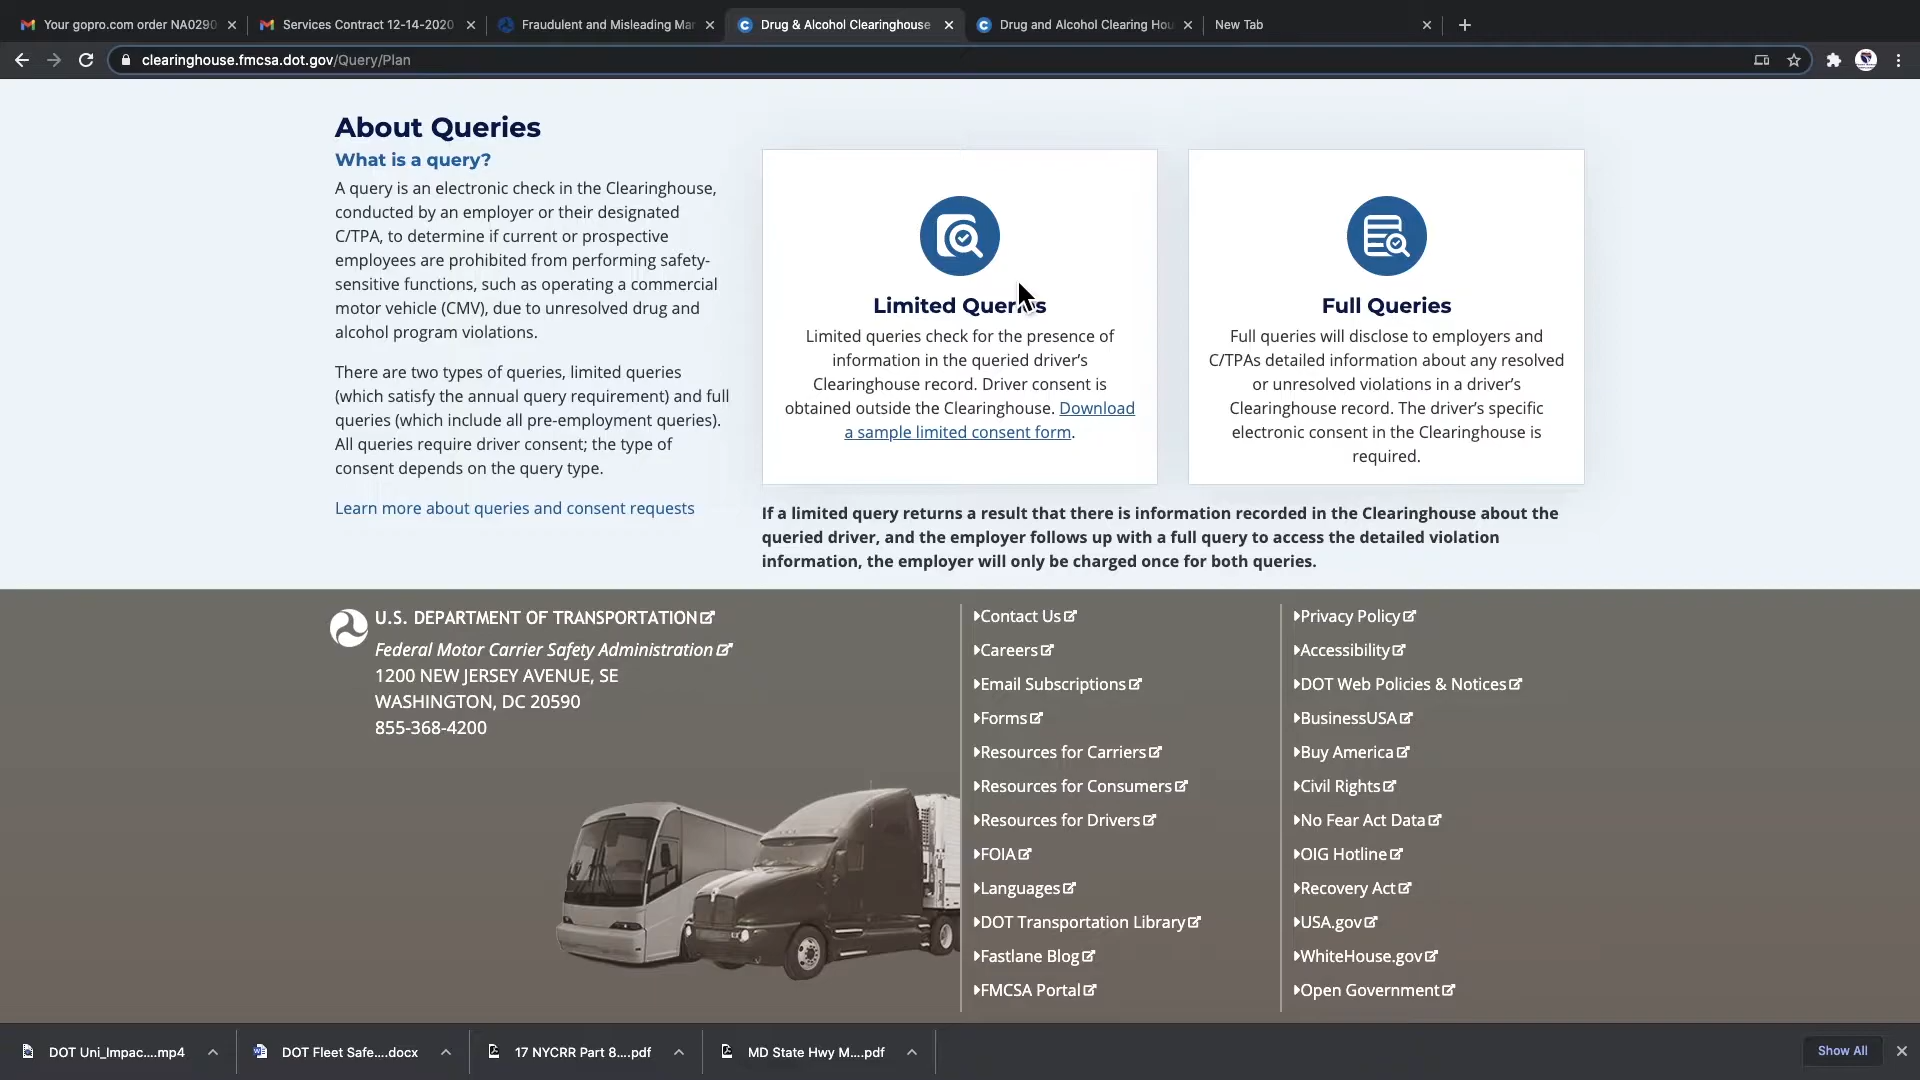 Your gopro.com order NA0290
Services Contract 12-14-2020
Fraudulent and Misleading Mar
Drug & Alcohol Clearinghouse
Drug and Alcohol Clearing Hou
New Tab
clearinghouse.fmcsa.dot.gov/Query/Plan
About Queries
What is a query?
A query is an electronic check in the Clearinghouse,
conducted by an employer or their designated
C/TPA, to determine if current or prospective
employees are prohibited from performing safety-
sensitive functions, such as operating a commercial
motor vehicle (CMV), due to unresolved drug and
alcohol program violations.
There are two types of queries, limited queries
(which satisfy the annual query requirement) and full
queries (which include all pre-employment queries).
All queries require driver consent; the type of
consent depends on the query type.
Learn more about queries and consent requests
Limited Queries
Limited queries check for the presence of
information in the queried driver's
Clearinghouse record. Driver consent is
obtained outside the Clearinghouse. Download
a sample limited consent form.
Full Queries
Full queries will disclose to employers and
C/TPAs detailed information about any resolved
or unresolved violations in a driver's
Clearinghouse record. The driver's specific
electronic consent in the Clearinghouse is
required.
If a limited query returns a result that there is information recorded in the Clearinghouse about the
queried driver, and the employer follows up with a full query to access the detailed violation
information, the employer will only be charged once for both queries.
U.S. DEPARTMENT OF TRANSPORTATION
Federal Motor Carrier Safety Administration
1200 NEW JERSEY AVENUE, SE
WASHINGTON, DC 20590
855-368-4200
Contact Us
Careers
Email Subscriptions
Forms
Resources for Carriers
Resources for Consumers
Resources for Drivers
FOIA
Languages
DOT Transportation Library
Fastlane Blog
FMCSA Portal
Privacy Policy
Accessibility
DOT Web Policies & Notices
BusinessUSA
Buy America
Civil Rights
No Fear Act Data
OIG Hotline
Recovery Act
USA.gov
WhiteHouse.gov
Open Government
DOT Uni_Impac....mp4
DOT Fleet Safe....docx
17 NYCRR Part 8....pdf
MD State Hwy M....pdf
Show All